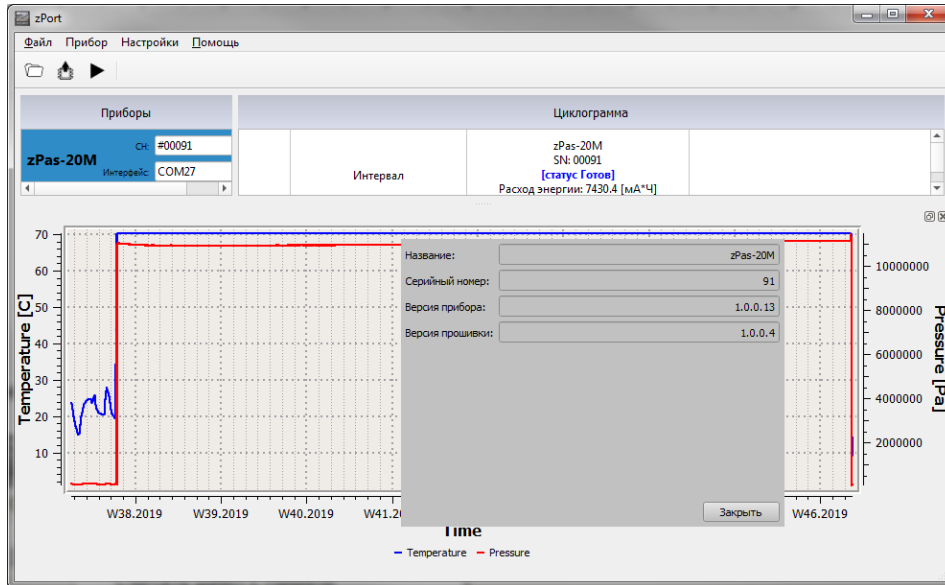 zPort
Файл Прибор Настройки Помощь
Приборы
Циклограмма
zPas-20M
СН: #00091
Интерфейс: COM27
Интервал
zPas-20M
SN: 00091
[статус Готов]
Расход энергии: 7430.4 [мА*Ч]
Temperature [C]
70
60
50
40
30
20
10
Название: zPas-20M
Серийный номер: 91
Версия прибора: 1.0.0.13
Версия прошивки: 1.0.0.4
Закрыть
10000000
8000000
6000000
4000000
2000000
Pressure [Pa]
W38.2019 W39.2019 W40.2019 W41.20 W46.2019
Time
Temperature Pressure